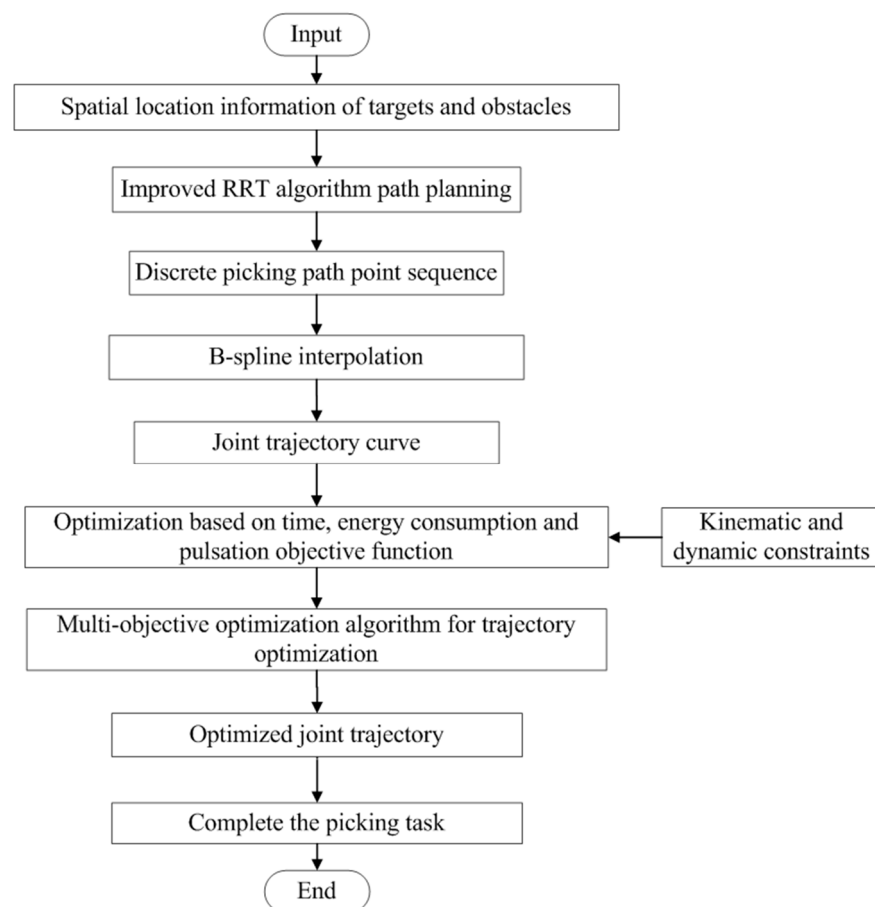 Input
Spatial location information of targets and obstacles
Improved RRT algorithm path planning
Discrete picking path point sequence
B-spline interpolation
Joint trajectory curve
Optimization based on time, energy consumption and
pulsation objective function
Kinematic and
dynamic constraints
Multi-objective optimization algorithm for trajectory
optimization
Optimized joint trajectory
Complete the picking task
End